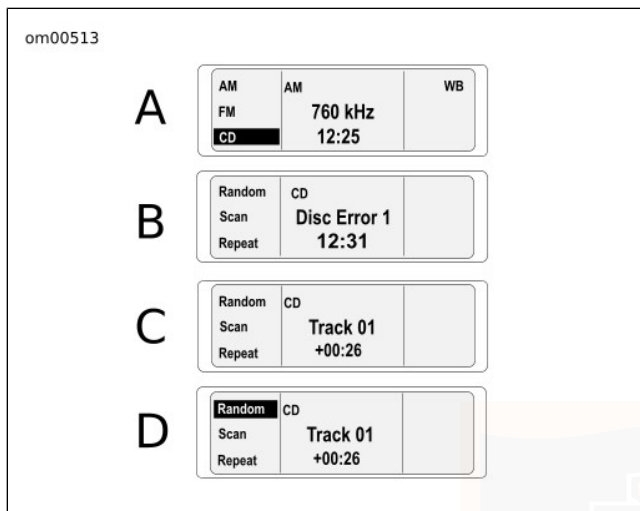 om00513
A
AM AM WB
FM 760 kHz
CD 12:25
B
Random CD
Scan Disc Error 1
Repeat 12:31
C
Random CD
Scan Track 01
Repeat +00:26
D
Random CD
Scan Track 01
Repeat +00:26